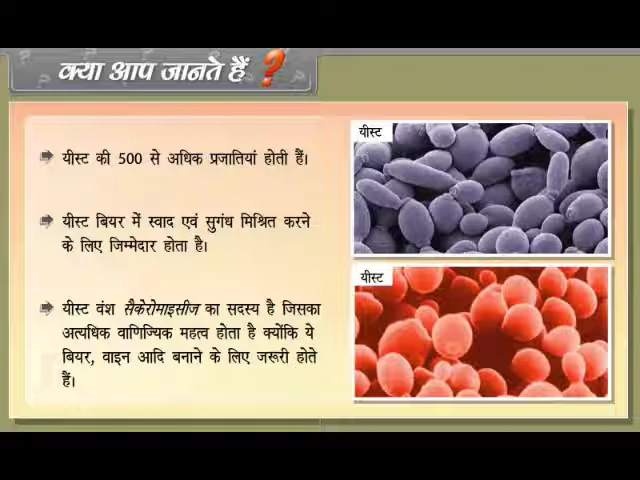 क्या आप जानते हैं ?
यीस्ट की 500 से अधिक प्रजातियां होती हैं।
यीस्ट बियर में स्वाद एवं सुगंध मिश्रित करने
के लिए जिम्मेदार होता है।
यीस्ट वंश सैकेरोमाइसीज का सदस्य है जिसका
अत्यधिक वाणिज्यिक महत्व होता है क्योंकि ये
बियर, वाइन आदि बनाने के लिए जरूरी होते
हैं।
यीस्ट
यीस्ट